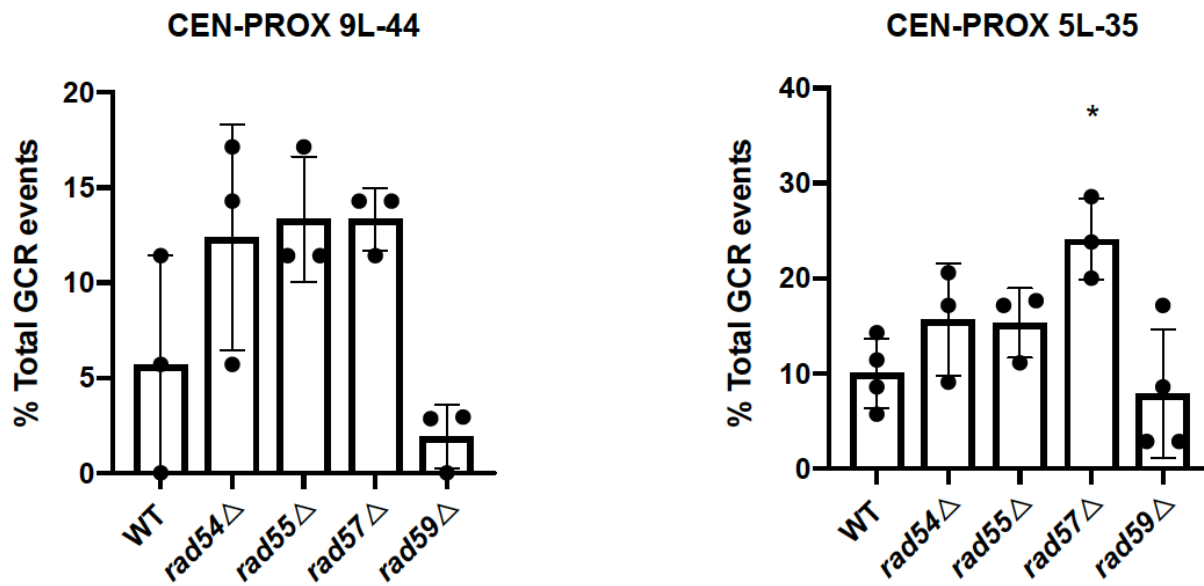 CEN-PROX 9L-44
% Total GCR events
20
15
10
5
0
WT
rad54△
rad55△
rad57△
rad59△
CEN-PROX 5L-35
% Total GCR events
40
30
20
10
0
*
WT
rad54△
rad55△
rad57△
rad59△